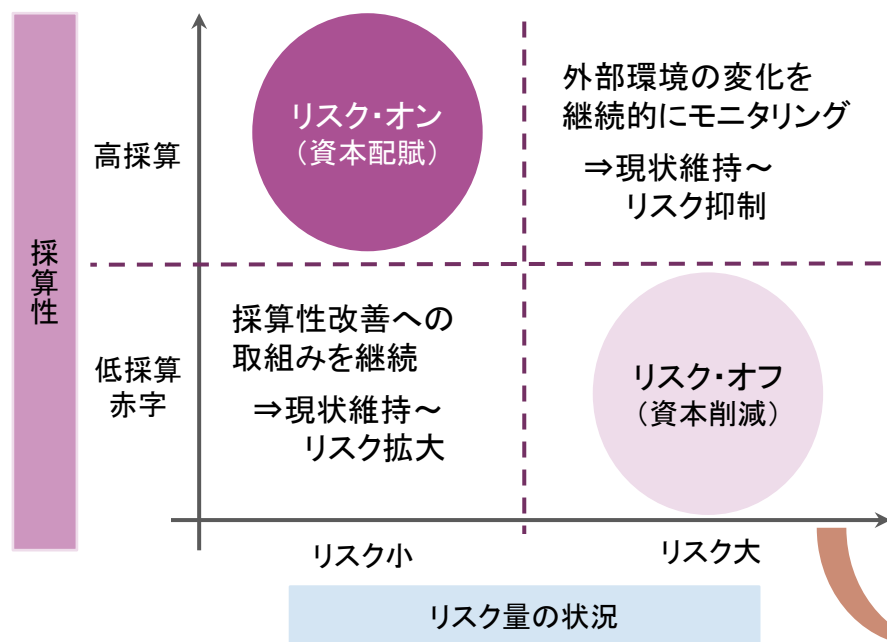 採算性
高採算
リスク・オン
（資本配賦）
外部環境の変化を
継続的にモニタリング
⇒現状維持～
リスク抑制
低採算
赤字
採算性改善への
取組みを継続
⇒現状維持～
リスク拡大
リスク・オフ
（資本削減）
リスク小
リスク大
リスク量の状況